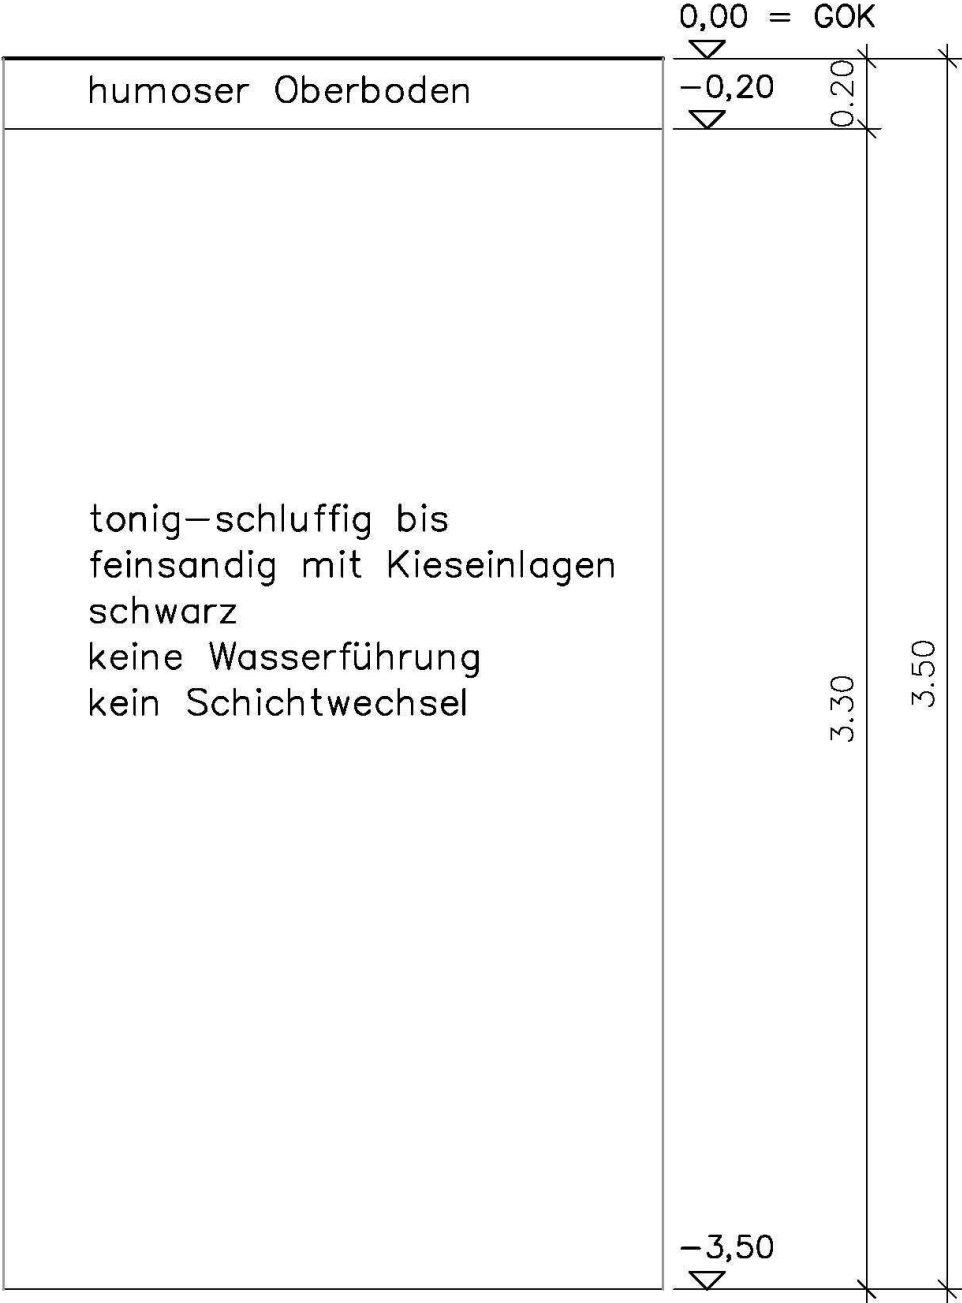 0,00 = GOK
humoser Oberboden
-0,20
0.20
tonig-schluffig bis
feinsandig mit Kieseinlagen
schwarz
keine Wasserführung
kein Schichtwechsel
3.30
3.50
-3,50